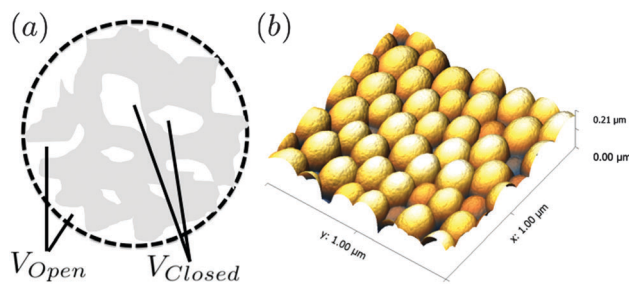 (a)
(b)
V_Open
V_Closed
0.21 µm
0.00 µm
x: 1.00 µm
y: 1.00 µm